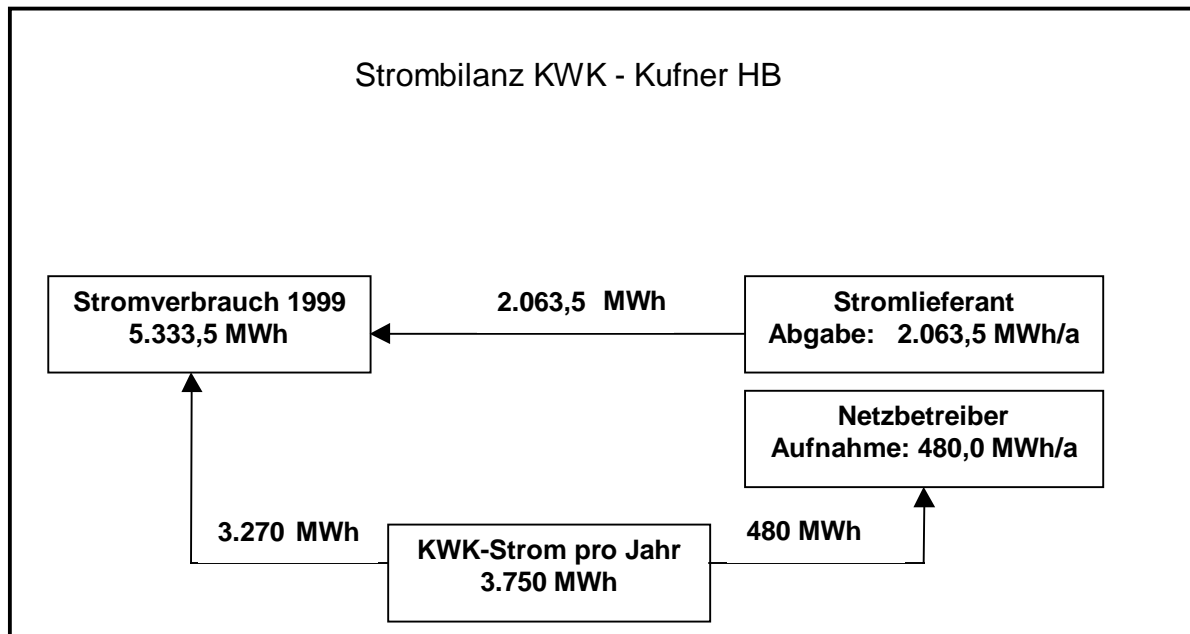 Strombilanz KWK - Kufner HB
Stromverbrauch 1999
5.333,5 MWh
2.063,5 MWh
Stromlieferant
Abgabe: 2.063,5 MWh/a
Netzbetreiber
Aufnahme: 480,0 MWh/a
3.270 MWh
KWK-Strom pro Jahr
3.750 MWh
480 MWh